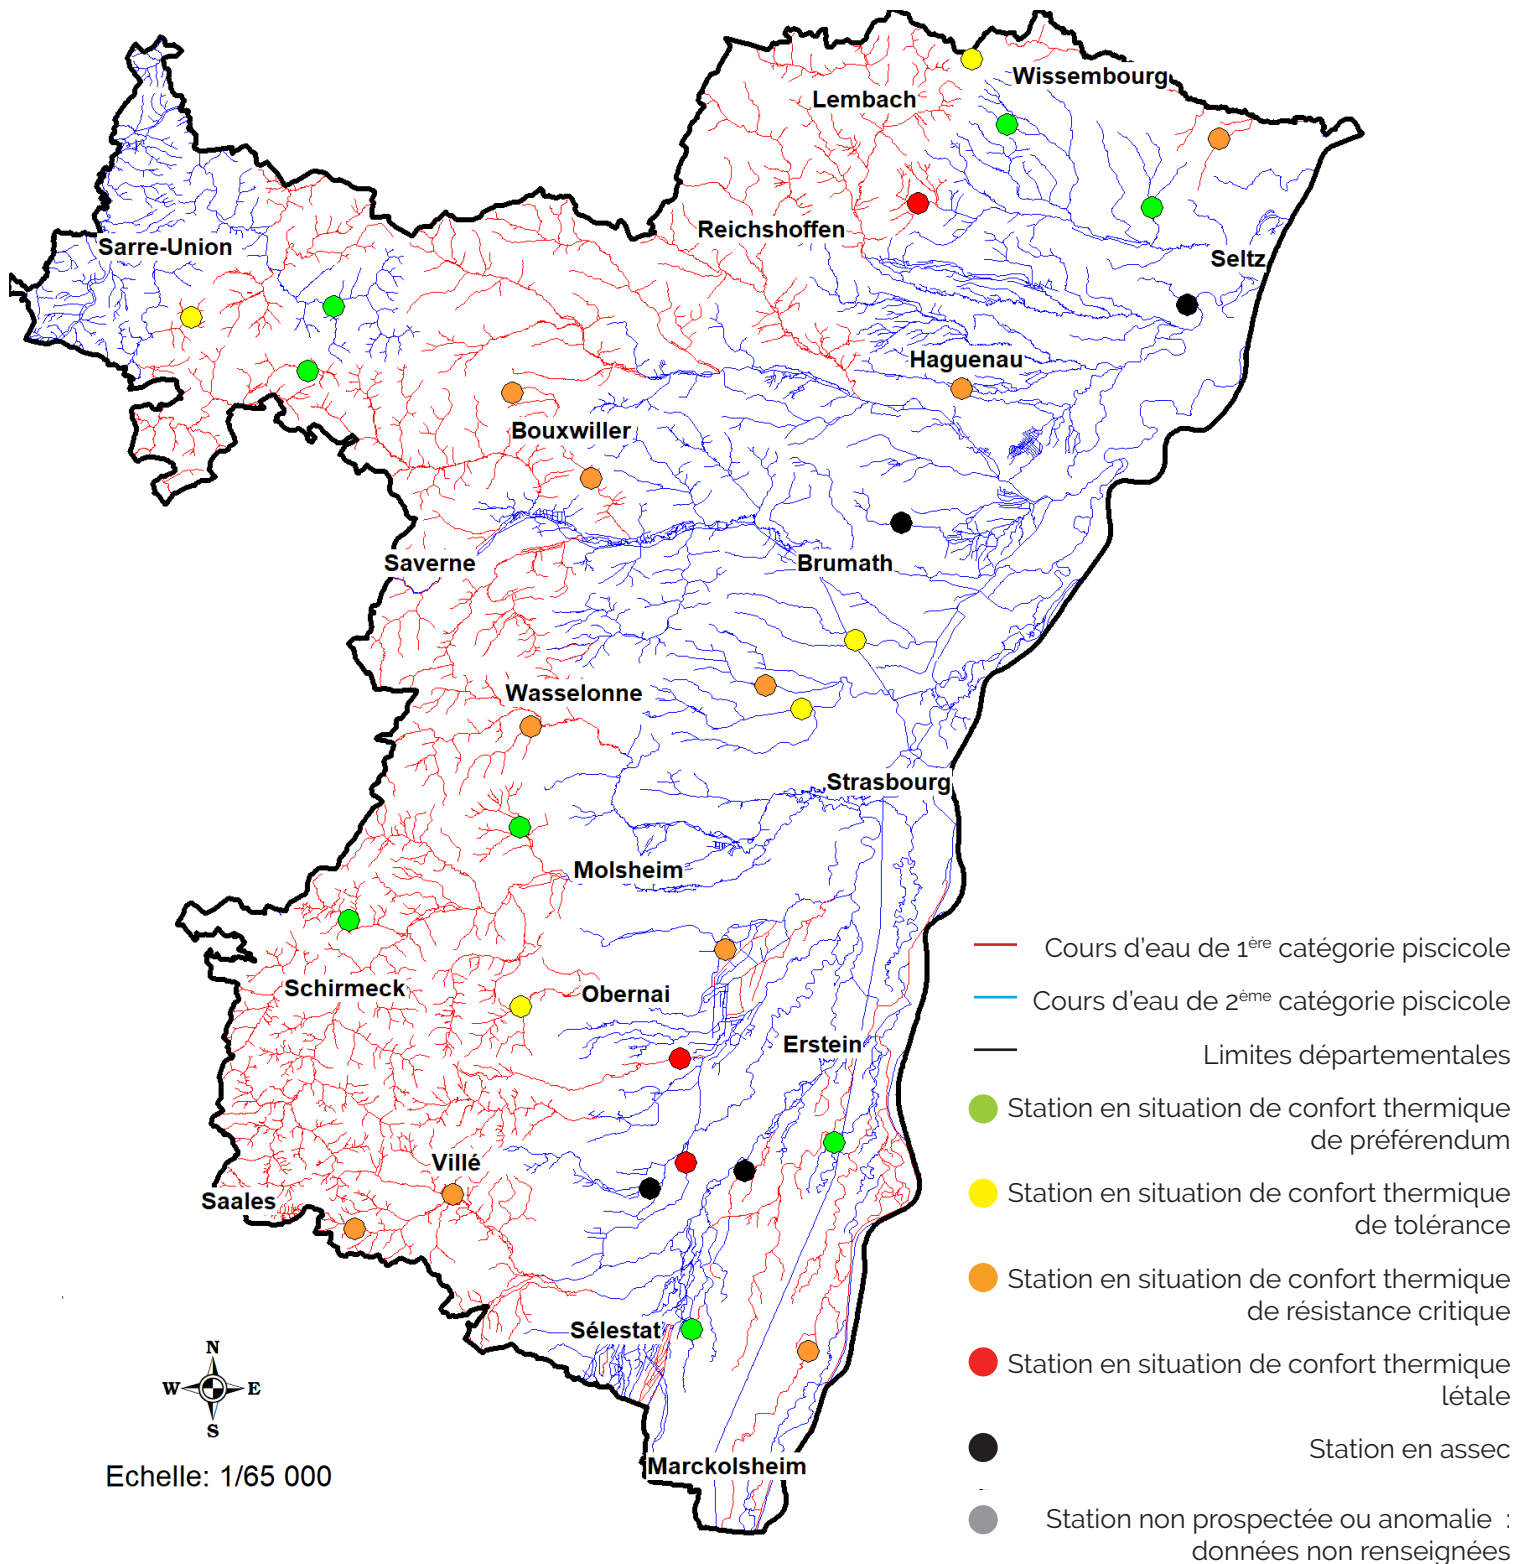 Wissembourg
Lembach
Reichshoffen
Sarre-Union
Seltz
Haguenau
Bouxwiller
Saverne
Brumath
Wasselonne
Strasbourg
Molsheim
Schirmeck
Obernai
Erstein
Villé
Saales
Sélestat
Marckolsheim
N
W E
S
Echelle: 1/65 000
Cours d'eau de 1ère catégorie piscicole
Cours d'eau de 2ème catégorie piscicole
Limites départementales
Station en situation de confort thermique
de préférendum
Station en situation de confort thermique
de tolérance
Station en situation de confort thermique
de résistance critique
Station en situation de confort thermique
létale
Station en assec
Station non prospectée ou anomalie :
données non renseignées